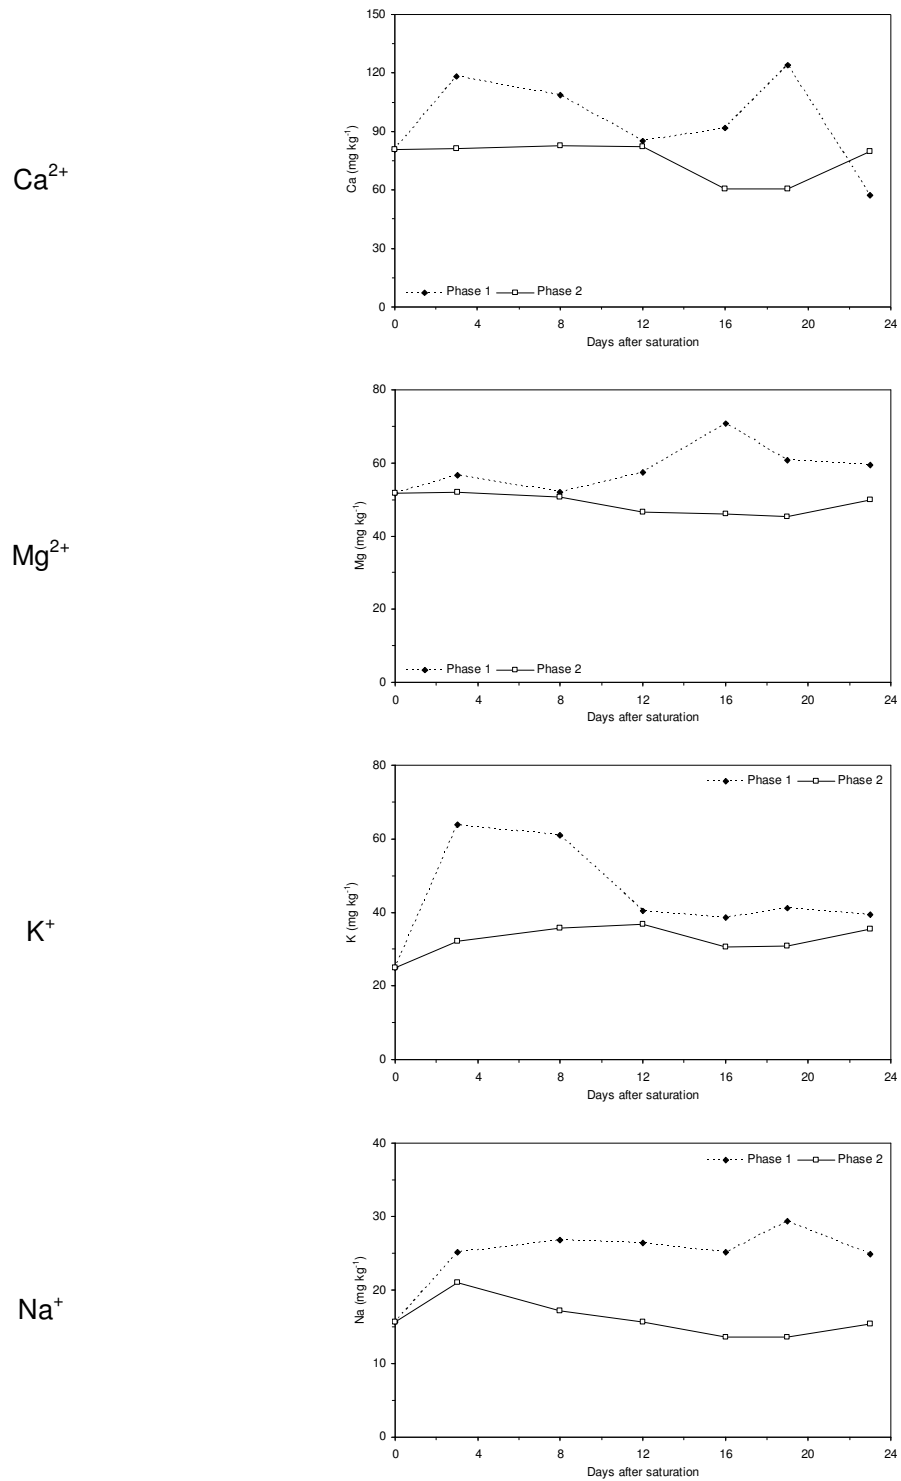 Ca²⁺
Ca (mg kg⁻¹)
150
120
90
60
30
0
Phase 1 Phase 2
0 4 8 12 16 20 24
Days after saturation
Mg²⁺
Mg (mg kg⁻¹)
80
60
40
20
0
Phase 1 Phase 2
0 4 8 12 16 20 24
Days after saturation
K⁺
K (mg kg⁻¹)
Phase 1 Phase 2
80
60
40
20
0
0 4 8 12 16 20 24
Days after saturation
Na⁺
Na (mg kg⁻¹)
Phase 1 Phase 2
40
30
20
10
0
0 4 8 12 16 20 24
Days after saturation